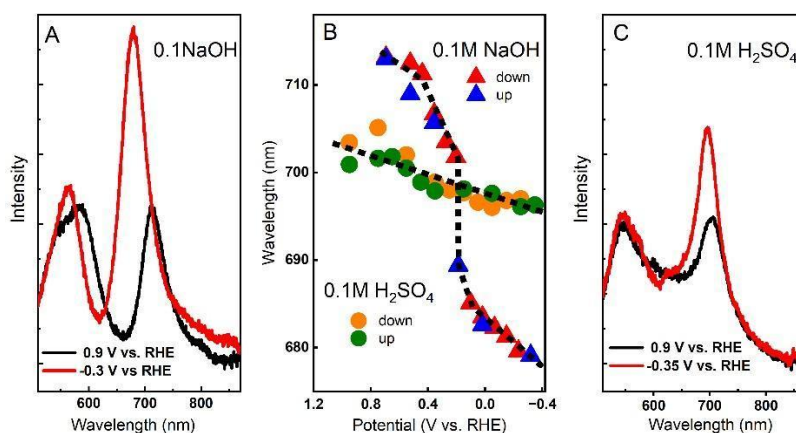 A
0.1NaOH
Intensity
0.9 V vs. RHE
-0.3 V vs RHE
600 700 800
Wavelength (nm)
B
0.1M NaOH
down
up
Wavelength (nm)
713
702
690
679
0.1M H₂SO₄
down
up
1.2 0.8 0.4 0.0 -0.4
Potential (V vs. RHE)
C
0.1M H₂SO₄
Intensity
0.9 V vs. RHE
-0.35 V vs. RHE
600 700 800
Wavelength (nm)